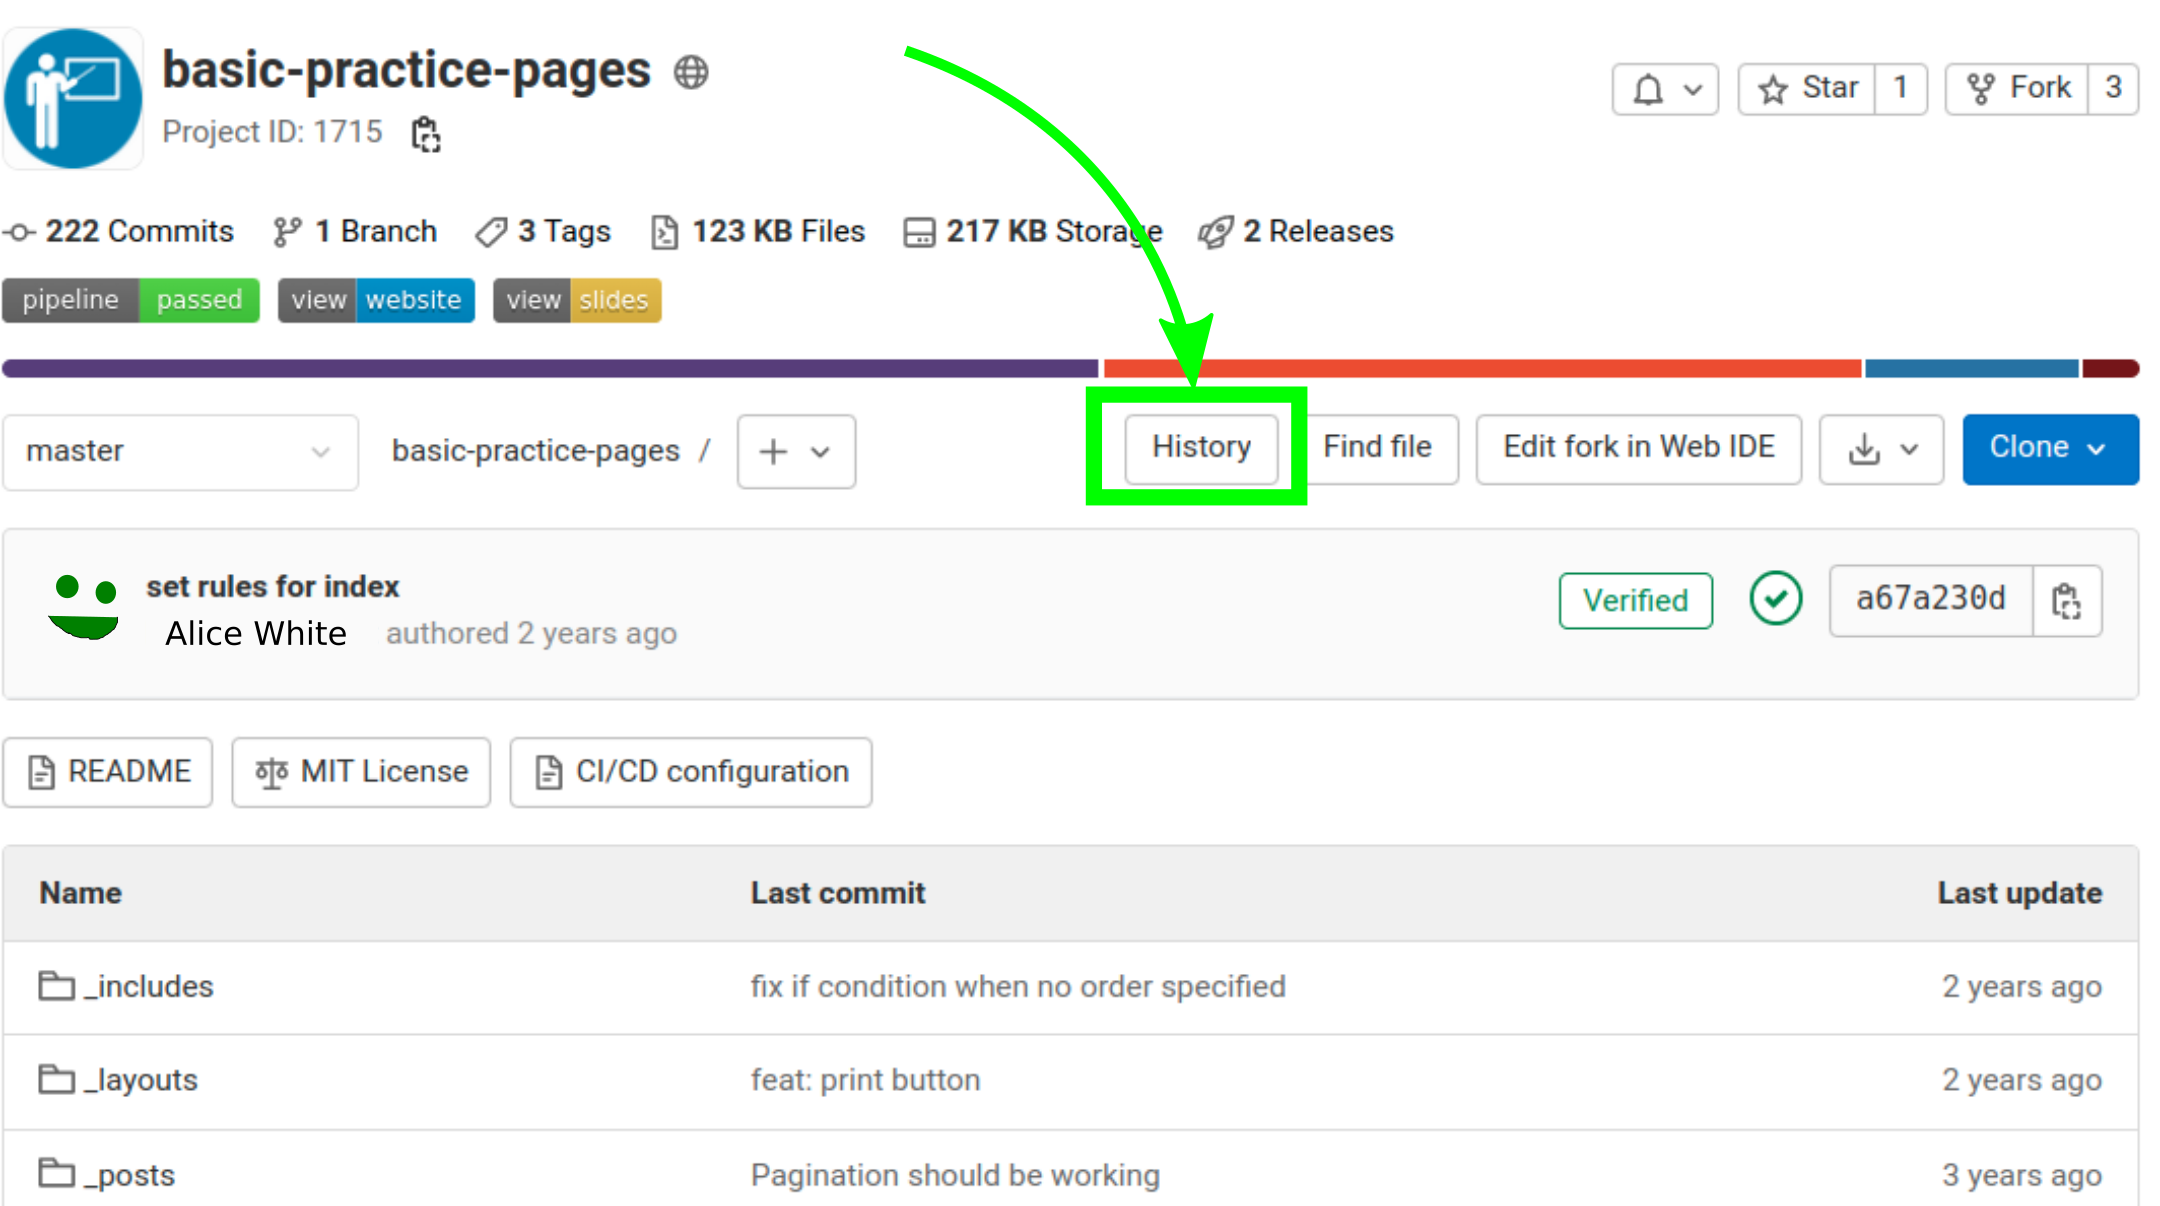 basic-practice-pages
Project ID: 1715
Star 1 Fork 3
222 Commits 1 Branch 3 Tags 123 KB Files 217 KB Storage 2 Releases
pipeline passed view website view slides
master basic-practice-pages / + History Find file Edit fork in Web IDE Clone
set rules for index
Alice White authored 2 years ago
Verified a67a230d
README MIT License CI/CD configuration
Name Last commit Last update
_includes fix if condition when no order specified 2 years ago
_layouts feat: print button 2 years ago
_posts Pagination should be working 3 years ago